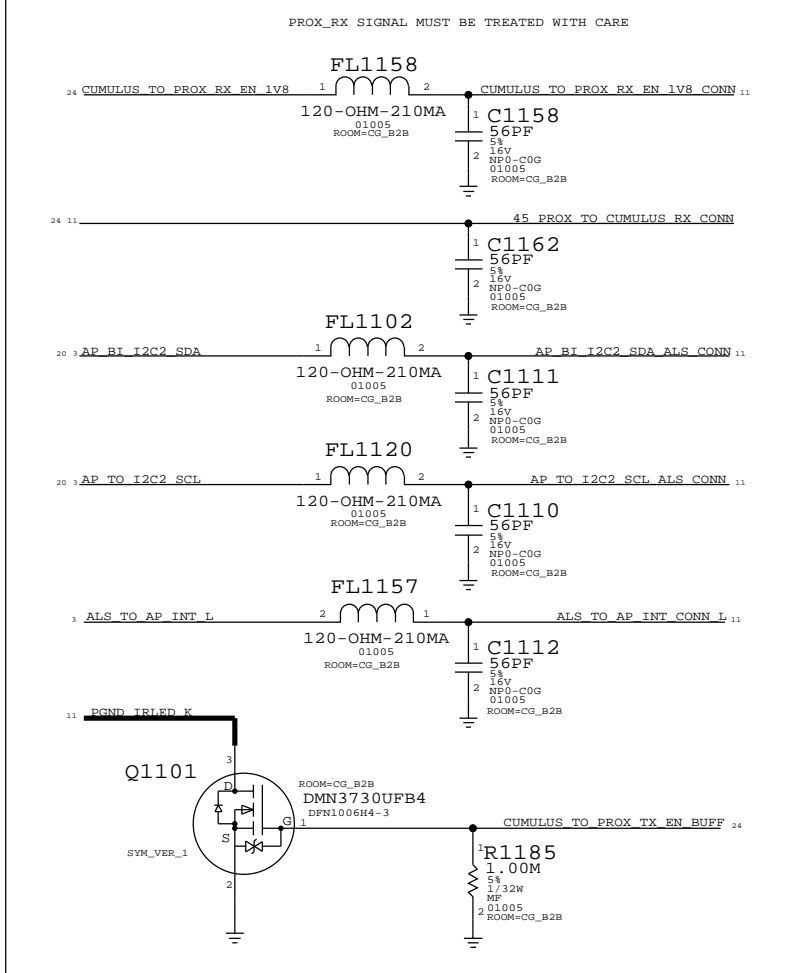 PROX_RX SIGNAL MUST BE TREATED WITH CARE
FL1158
24 CUMULUS_TO_PROX_RX_EN_1V8 1 2 CUMULUS_TO_PROX_RX_EN_1V8_CONN 11
120-OHM-210MA
01005
ROOM=CG_B2B
1 C1158
56PF
5%
16V
2 NP0-C0G
01005
ROOM=CG_B2B
24 11 45_PROX_TO_CUMULUS_RX_CONN
1 C1162
56PF
5%
16V
2 NP0-C0G
01005
ROOM=CG_B2B
FL1102
20 3 AP_BI_I2C2_SDA 1 2 AP_BI_I2C2_SDA_ALS_CONN 11
120-OHM-210MA
01005
ROOM=CG_B2B
1 C1111
56PF
5%
16V
2 NP0-C0G
01005
ROOM=CG_B2B
FL1120
20 3 AP_TO_I2C2_SCL 1 2 AP_TO_I2C2_SCL_ALS_CONN 11
120-OHM-210MA
01005
ROOM=CG_B2B
1 C1110
56PF
5%
16V
2 NP0-C0G
01005
ROOM=CG_B2B
FL1157
3 ALS_TO_AP_INT_L 2 1 ALS_TO_AP_INT_CONN_L 11
120-OHM-210MA
01005
ROOM=CG_B2B
1 C1112
56PF
5%
16V
2 NP0-C0G
01005
ROOM=CG_B2B
11 PGND_IRLED_K
3
Q1101
D
ROOM=CG_B2B
DMN3730UFB4
DFN1006H4-3
G 1 CUMULUS_TO_PROX_TX_EN_BUFF 24
S
SYM_VER_1
2
1 R1185
1.00M
5%
1/32W
MF
2 01005
ROOM=CG_B2B